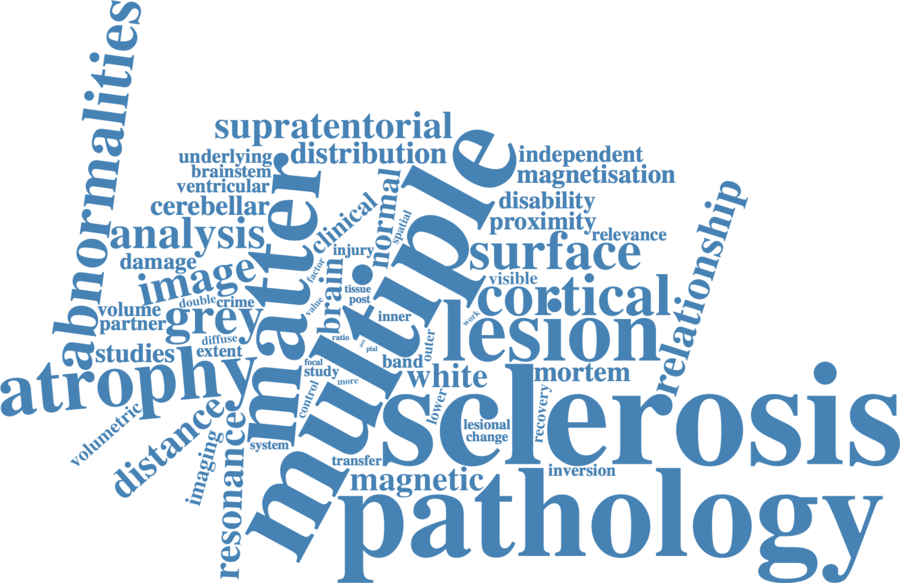 abnormalities
supratentorial
underlying
distribution
brainstem
ventricular
cerebellar
analysis
damage
image
double
crime
volume
partner
grey
diffuse
studies
extent
atrophy
volumetric
distance
imaging
resonance
matter
clinical
normal
spatial
injury
factor
brain
tissue
post
value
inner
ratio
pial
outer
focal
study
more
band
white
control
system
multiple
independent
magnetisation
disability
proximity
relevance
surface
visible
cortical
work
lesion
relationship
mortem
sclerosis
lower
lesional
change
recovery
transfer
inversion
magnetic
pathology